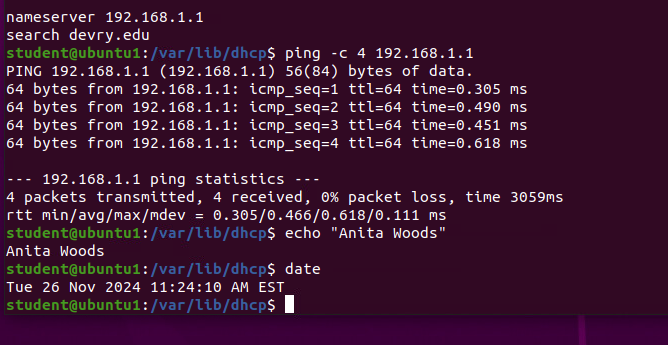 nameserver 192.168.1.1
search devry.edu
student@ubuntu1:/var/lib/dhcp$ ping -c 4 192.168.1.1
PING 192.168.1.1 (192.168.1.1) 56(84) bytes of data.
64 bytes from 192.168.1.1: icmp_seq=1 ttl=64 time=0.305 ms
64 bytes from 192.168.1.1: icmp_seq=2 ttl=64 time=0.490 ms
64 bytes from 192.168.1.1: icmp_seq=3 ttl=64 time=0.451 ms
64 bytes from 192.168.1.1: icmp_seq=4 ttl=64 time=0.618 ms
--- 192.168.1.1 ping statistics ---
4 packets transmitted, 4 received, 0% packet loss, time 3059ms
rtt min/avg/max/mdev = 0.305/0.466/0.618/0.111 ms
student@ubuntu1:/var/lib/dhcp$ echo "Anita Woods"
Anita Woods
student@ubuntu1:/var/lib/dhcp$ date
Tue 26 Nov 2024 11:24:10 AM EST
student@ubuntu1:/var/lib/dhcp$